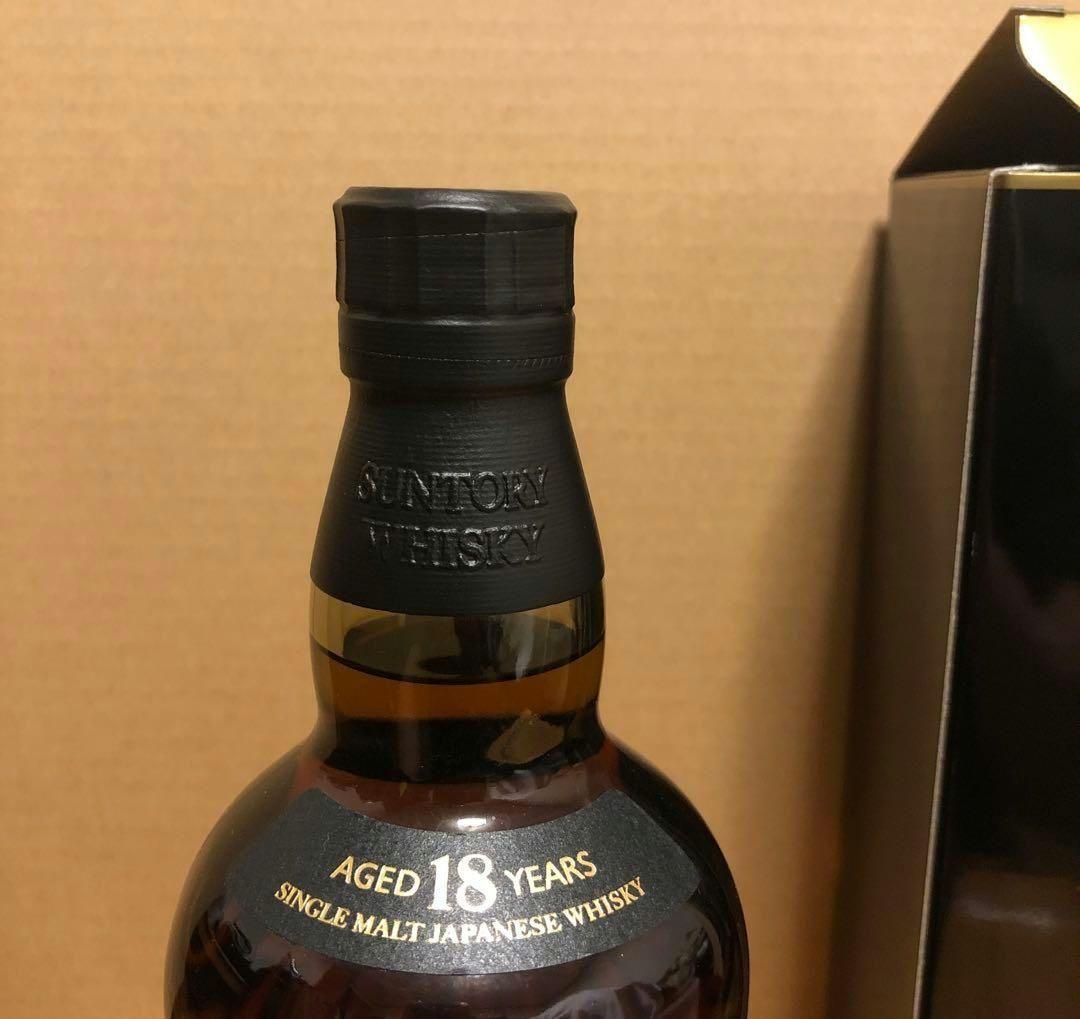 SUNTORY
WHISKY
AGED 18 YEARS
SINGLE MALT JAPANESE WHISKY